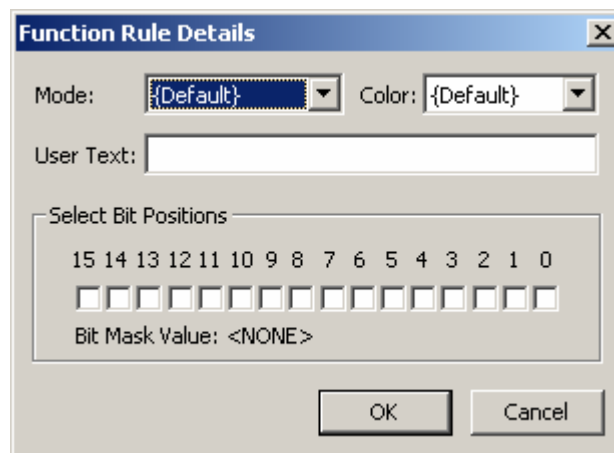 Function Rule Details
Mode: {Default} Color: {Default}
User Text:
Select Bit Positions
15 14 13 12 11 10 9 8 7 6 5 4 3 2 1 0
Bit Mask Value: <NONE>
OK Cancel